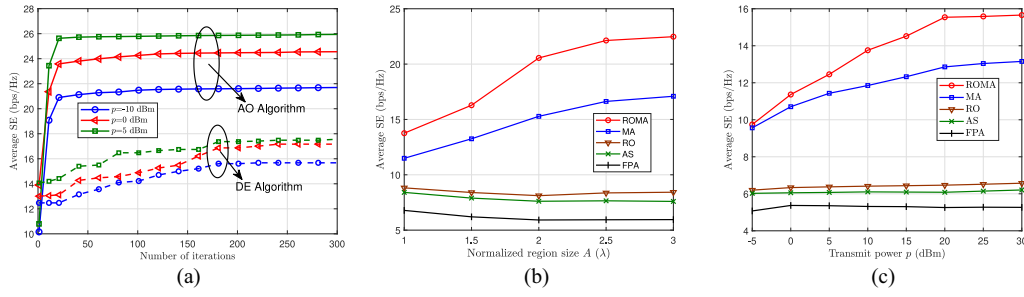 28
26
24
22
20
18
16
14
12
10
Average SE (bps/Hz)
p=-10 dBm
p=0 dBm
p=5 dBm
AO Algorithm
DE Algorithm
0
50
100
150
200
250
300
Number of iterations
(a)
25
20
15
10
5
Average SE (bps/Hz)
ROMA
MA
RO
AS
FPA
1
1.5
2
2.5
3
Normalized region size A (λ)
(b)
16
14
12
10
8
6
4
Average SE (bps/Hz)
ROMA
MA
RO
AS
FPA
-5
0
5
10
15
20
25
30
Transmit power p (dBm)
(c)